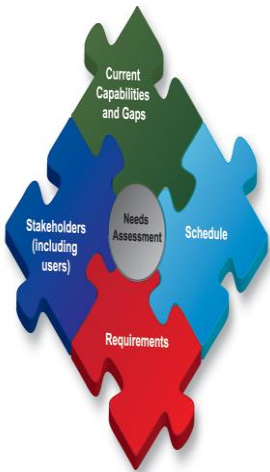 Current
Capabilities
and Gaps
Stakeholders
(including
users)
Needs
Assessment
Schedule
Requirements